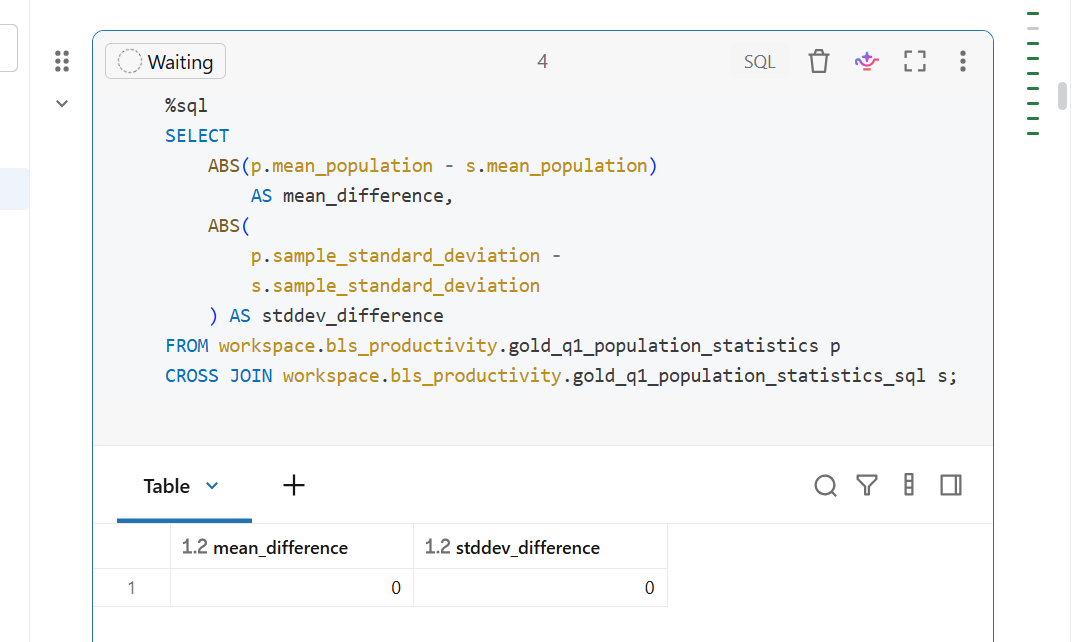 Waiting 4 SQL
%sql
SELECT
ABS(p.mean_population - s.mean_population)
AS mean_difference,
ABS(
p.sample_standard_deviation -
s.sample_standard_deviation
) AS stddev_difference
FROM workspace.bls_productivity.gold_q1_population_statistics p
CROSS JOIN workspace.bls_productivity.gold_q1_population_statistics_sql s;
Table
1.2 mean_difference 1.2 stddev_difference
1 0 0